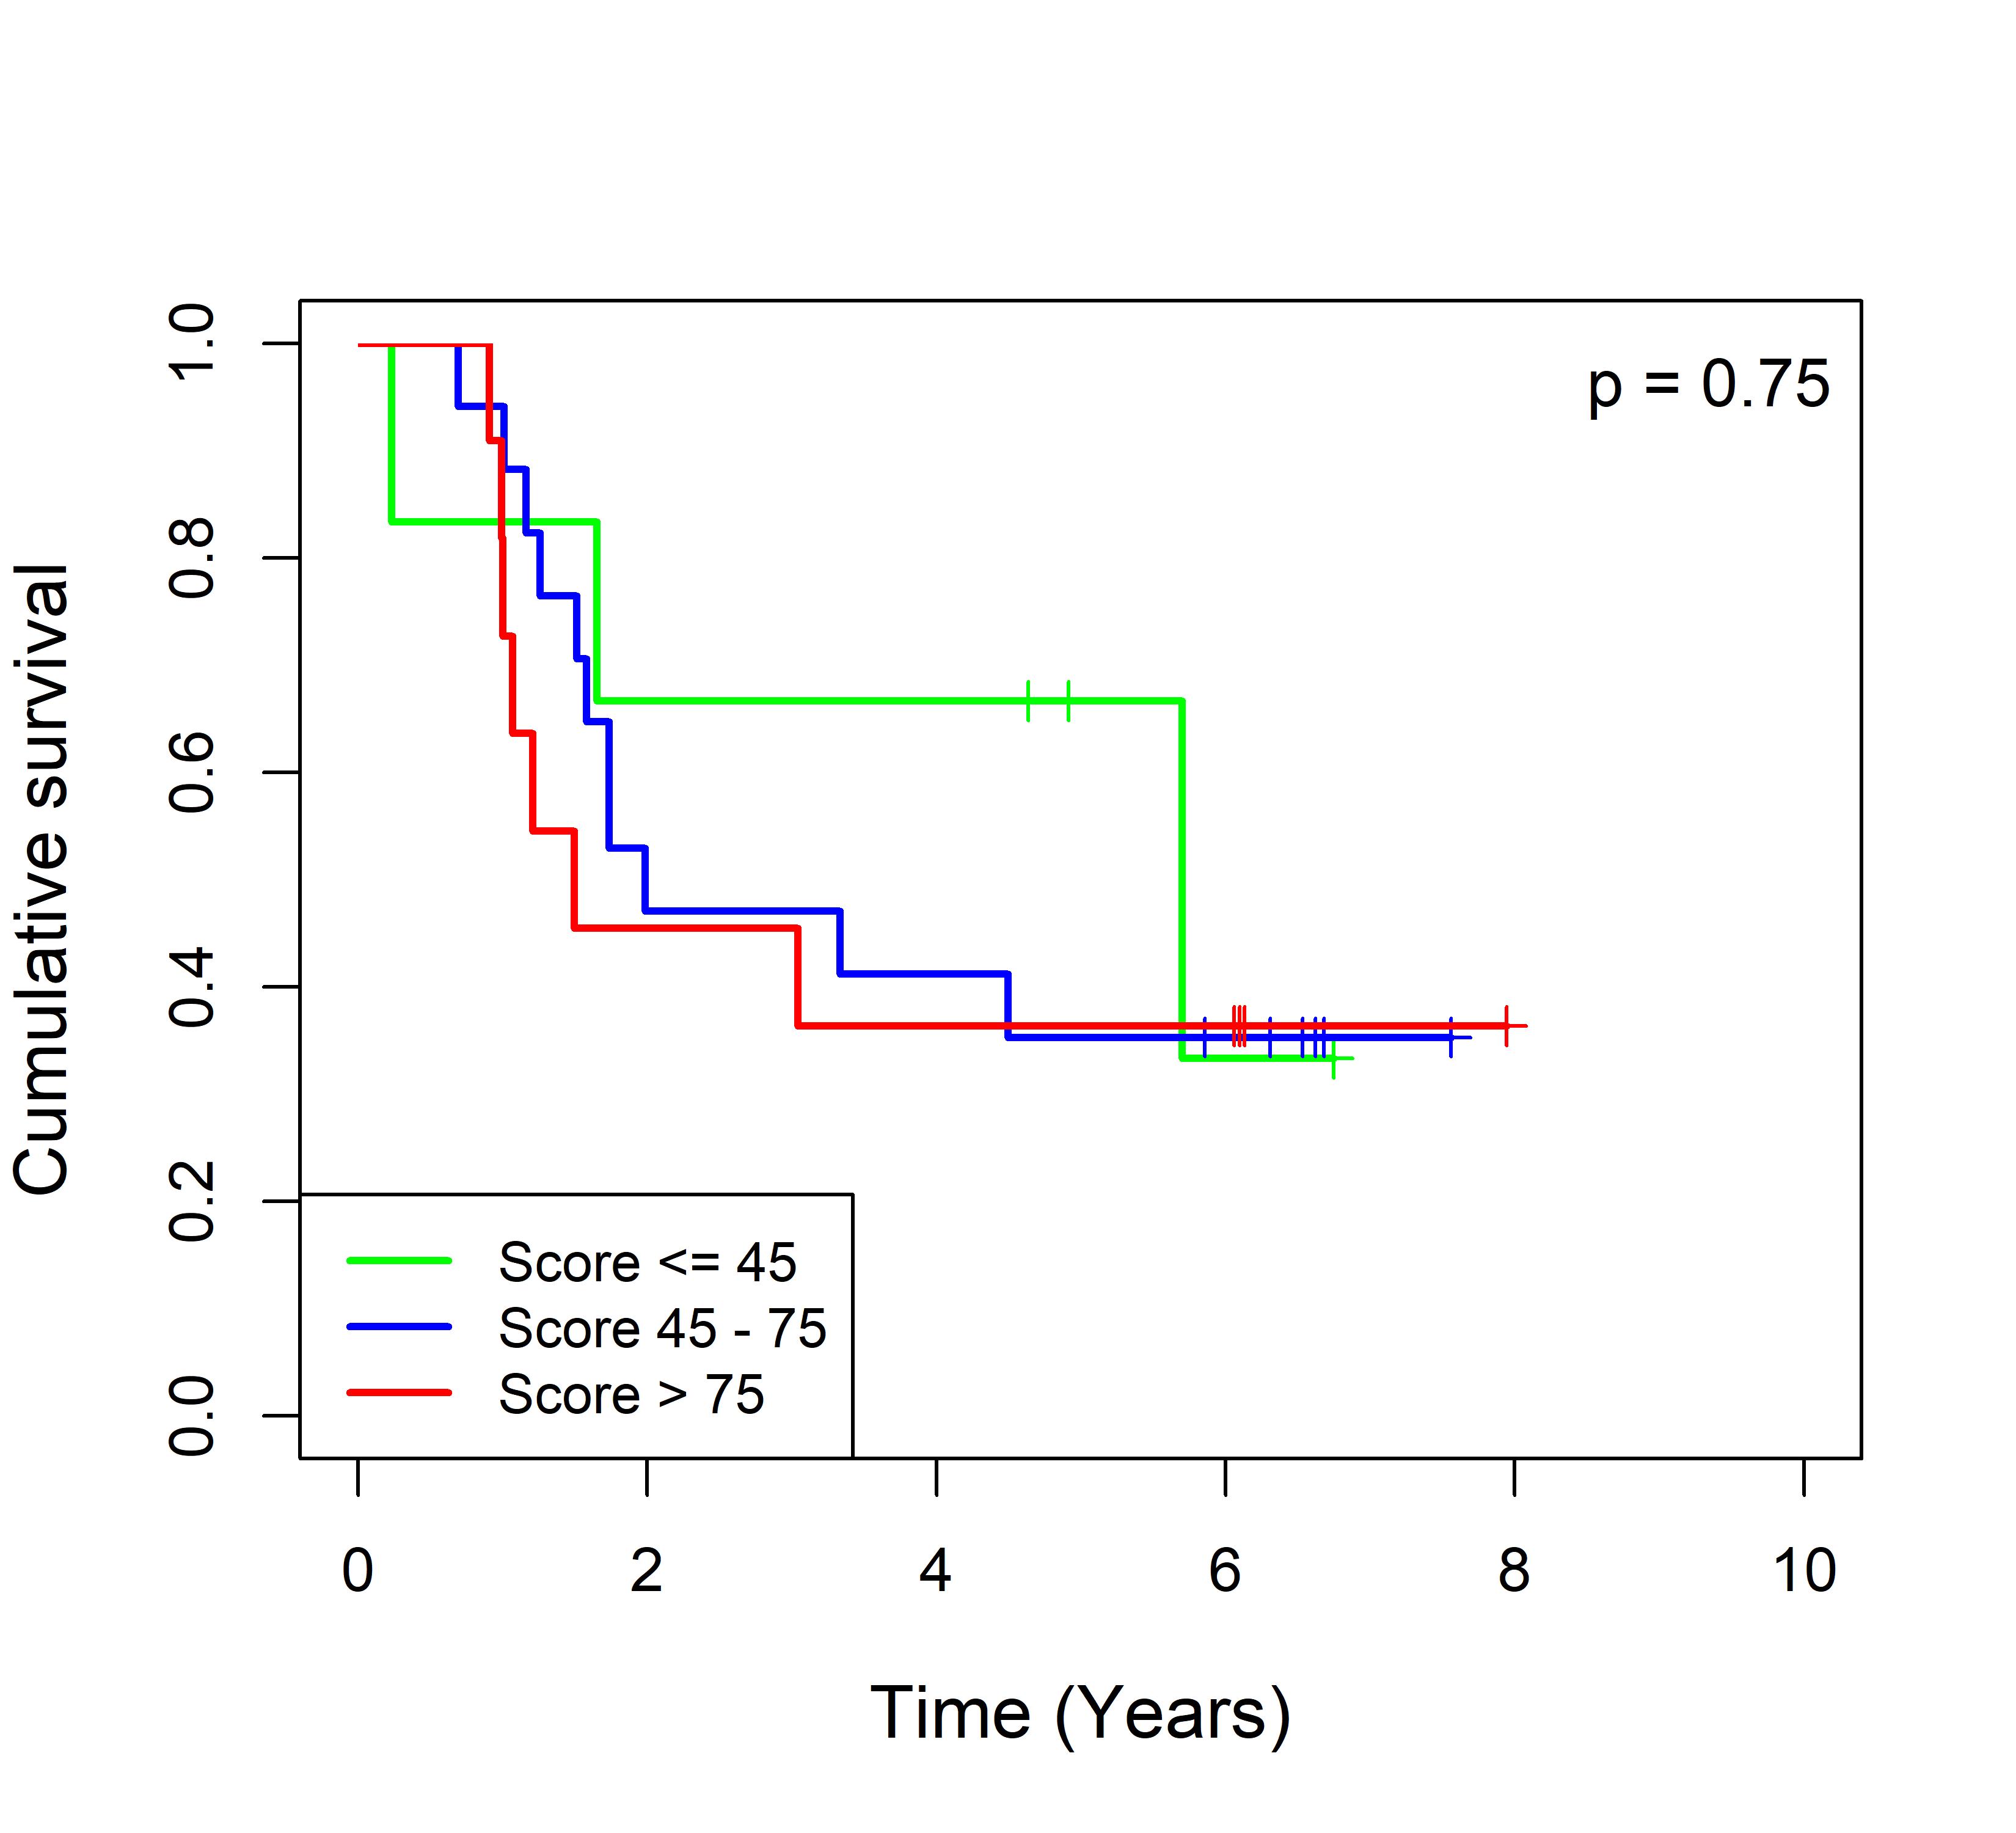 p = 0.75
Cumulative survival
1.0
0.8
0.6
0.4
0.2
0.0
Score <= 45
Score 45 - 75
Score > 75
0 2 4 6 8 10
Time (Years)